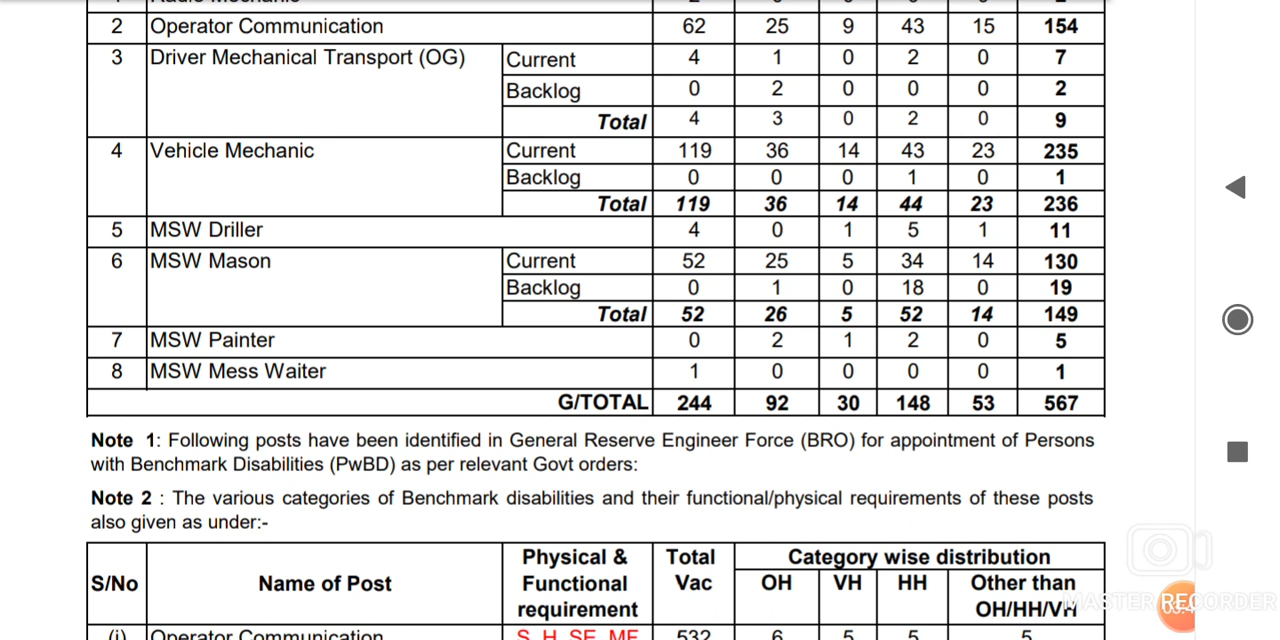 2 Operator Communication 62 25 9 43 15 154
3 Driver Mechanical Transport (OG) Current 4 1 0 2 0 7
Backlog 0 2 0 0 0 2
Total 4 3 0 2 0 9
4 Vehicle Mechanic Current 119 36 14 43 23 235
Backlog 0 0 0 1 0 1
Total 119 36 14 44 23 236
5 MSW Driller 4 0 1 5 1 11
6 MSW Mason Current 52 25 5 34 14 130
Backlog 0 1 0 18 0 19
Total 52 26 5 52 14 149
7 MSW Painter 0 2 1 2 0 5
8 MSW Mess Waiter 1 0 0 0 0 1
G/TOTAL 244 92 30 148 53 567
Note 1: Following posts have been identified in General Reserve Engineer Force (BRO) for appointment of Persons
with Benchmark Disabilities (PwBD) as per relevant Govt orders:
Note 2 : The various categories of Benchmark disabilities and their functional/physical requirements of these posts
also given as under:-
Physical & Total Category wise distribution
S/No Name of Post Functional Vac OH VH HH Other than
requirement OH/HH/VH
MASTER RECORDER
(i) Operator Communication S, H, SE, MF 532 6 5 5 5